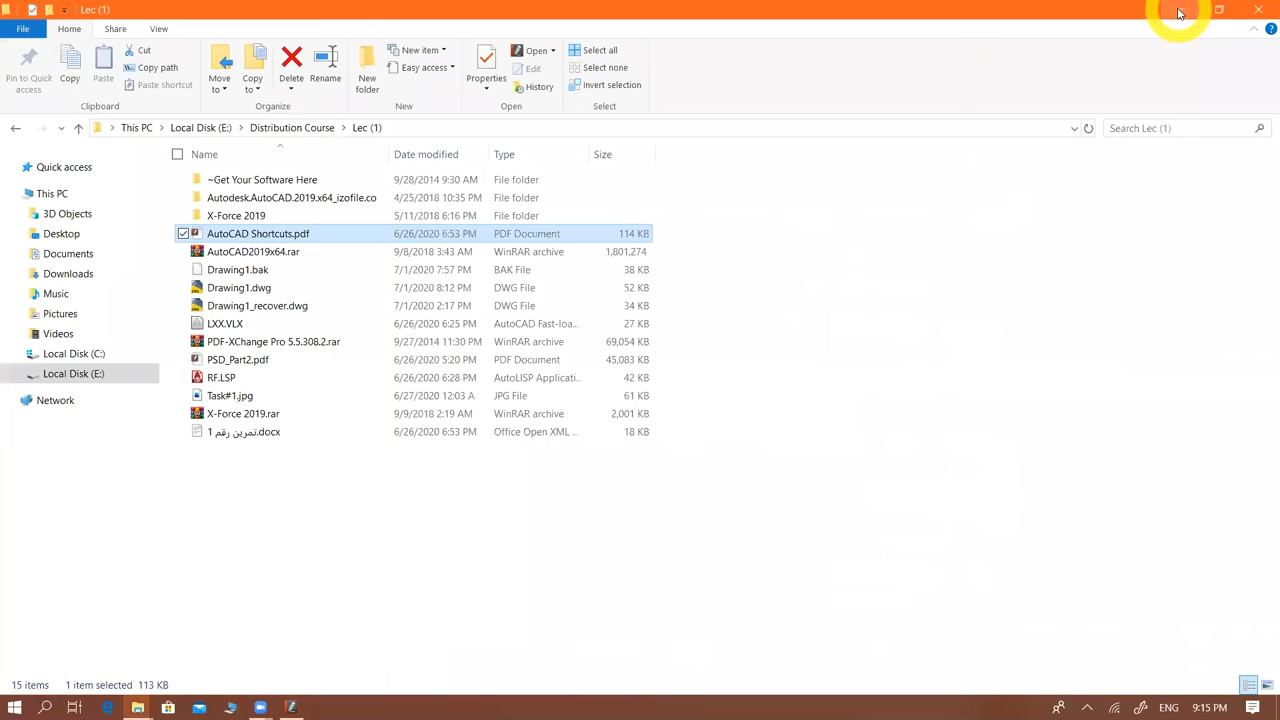 Lec (1)
File Home Share View
Pin to Quick access
Copy
Paste
Cut
Copy path
Paste shortcut
Clipboard
Move to
Copy to
Delete
Rename
Organize
New folder
New item
Easy access
New
Properties
Open
Edit
History
Open
Select all
Select none
Invert selection
Select
This PC Local Disk (E:) Distribution Course Lec (1)
Search Lec (1)
Quick access
This PC
3D Objects
Desktop
Documents
Downloads
Music
Pictures
Videos
Local Disk (C:)
Local Disk (E:)
Network
Name Date modified Type Size
~Get Your Software Here 9/28/2014 9:30 AM File folder
Autodesk.AutoCAD.2019.x64_izofile.co 4/25/2018 10:35 PM File folder
X-Force 2019 5/11/2018 6:16 PM File folder
AutoCAD Shortcuts.pdf 6/26/2020 6:53 PM PDF Document 114 KB
AutoCAD2019x64.rar 9/8/2018 3:43 AM WinRAR archive 1,801,274
Drawing1.bak 7/1/2020 7:57 PM BAK File 38 KB
Drawing1.dwg 7/1/2020 8:12 PM DWG File 52 KB
Drawing1_recover.dwg 7/1/2020 2:17 PM DWG File 34 KB
LXX.VLX 6/26/2020 6:25 PM AutoCAD Fast-loa... 27 KB
PDF-XChange Pro 5.5.308.2.rar 9/27/2014 11:30 PM WinRAR archive 69,054 KB
PSD_Part2.pdf 6/26/2020 5:20 PM PDF Document 45,083 KB
RF.LSP 6/26/2020 6:28 PM AutoLISP Applicati... 42 KB
Task#1.jpg 6/27/2020 12:03 A JPG File 61 KB
X-Force 2019.rar 9/9/2018 2:19 AM WinRAR archive 2,001 KB
تمرين رقم 1.docx 6/26/2020 6:53 PM Office Open XML ... 18 KB
15 items 1 item selected 113 KB
ENG 9:15 PM